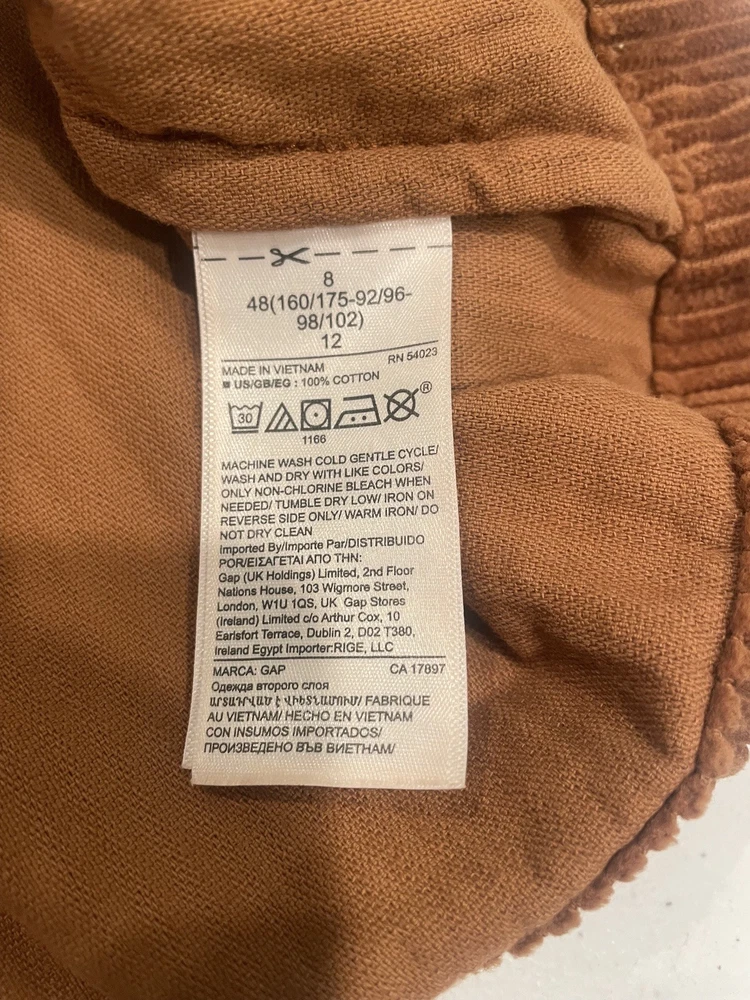 8
48(160/175-92/96-
98/102)
12
RN 54023
MADE IN VIETNAM
■ US/GB/EG : 100% COTTON
30
®
1166
MACHINE WASH COLD GENTLE CYCLE/
WASH AND DRY WITH LIKE COLORS/
ONLY NON-CHLORINE BLEACH WHEN
NEEDED/ TUMBLE DRY LOW/ IRON ON
REVERSE SIDE ONLY/ WARM IRON/ DO
NOT DRY CLEAN
Imported By/Importe Par/DISTRIBUIDO
POR/ΕΙΣΑΓΕΤΑΙ ΑΠΟ ΤΗΝ:
Gap (UK Holdings) Limited, 2nd Floor
Nations House, 103 Wigmore Street,
London, W1U 1QS, UK Gap Stores
(Ireland) Limited c/o Arthur Cox, 10
Earlsfort Terrace, Dublin 2, D02 T380,
Ireland Egypt Importer:RIGE, LLC
MARCA: GAP CA 17897
Одежда второго слоя
ԱՐՏԱԴՐՎԱԾ Է ՎԻԵՏՆԱՄՈՒՄ/ FABRIQUE
AU VIETNAM/ HECHO EN VIETNAM
CON INSUMOS IMPORTADOS/
ПРОИЗВЕДЕНО ВЪВ ВИЕТНАМ/